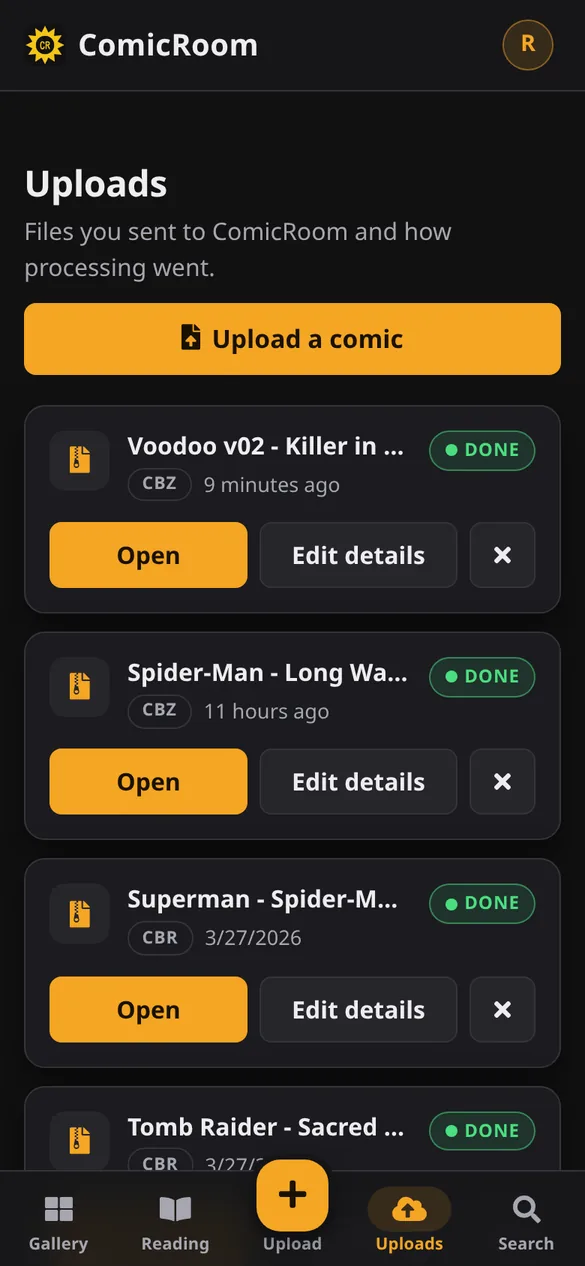 CR
ComicRoom
R
Uploads
Files you sent to ComicRoom and how
processing went.
Upload a comic
Voodoo v02 - Killer in ...
DONE
CBZ
9 minutes ago
Open
Edit details
Spider-Man - Long Wa...
DONE
CBZ
11 hours ago
Open
Edit details
Superman - Spider-M...
DONE
CBR
3/27/2026
Open
Edit details
Tomb Raider - Sacred ...
DONE
CBR
Gallery
Reading
Upload
Uploads
Search